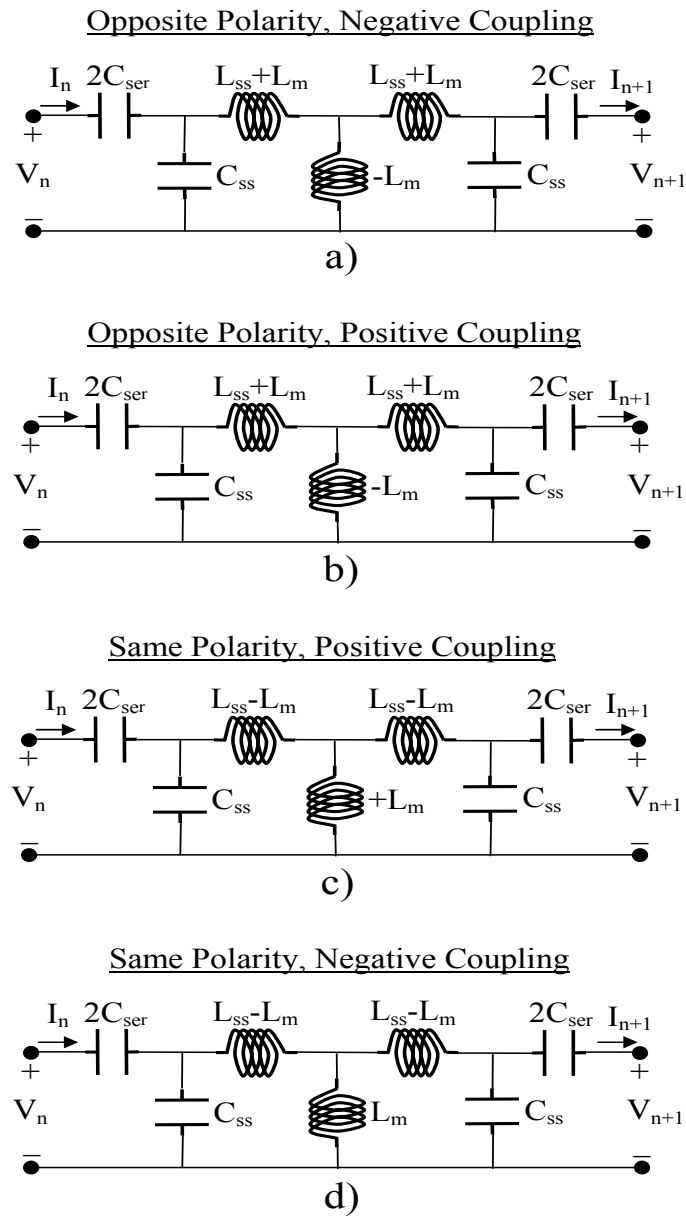 Opposite Polarity, Negative Coupling
I_n 2C_ser L_ss+L_m L_ss+L_m 2C_ser I_n+1
+ +
V_n C_ss -L_m C_ss V_n+1
– –
a)
Opposite Polarity, Positive Coupling
I_n 2C_ser L_ss+L_m L_ss+L_m 2C_ser I_n+1
+ +
V_n C_ss -L_m C_ss V_n+1
– –
b)
Same Polarity, Positive Coupling
I_n 2C_ser L_ss-L_m L_ss-L_m 2C_ser I_n+1
+ +
V_n C_ss +L_m C_ss V_n+1
– –
c)
Same Polarity, Negative Coupling
I_n 2C_ser L_ss-L_m L_ss-L_m 2C_ser I_n+1
+ +
V_n C_ss L_m C_ss V_n+1
– –
d)